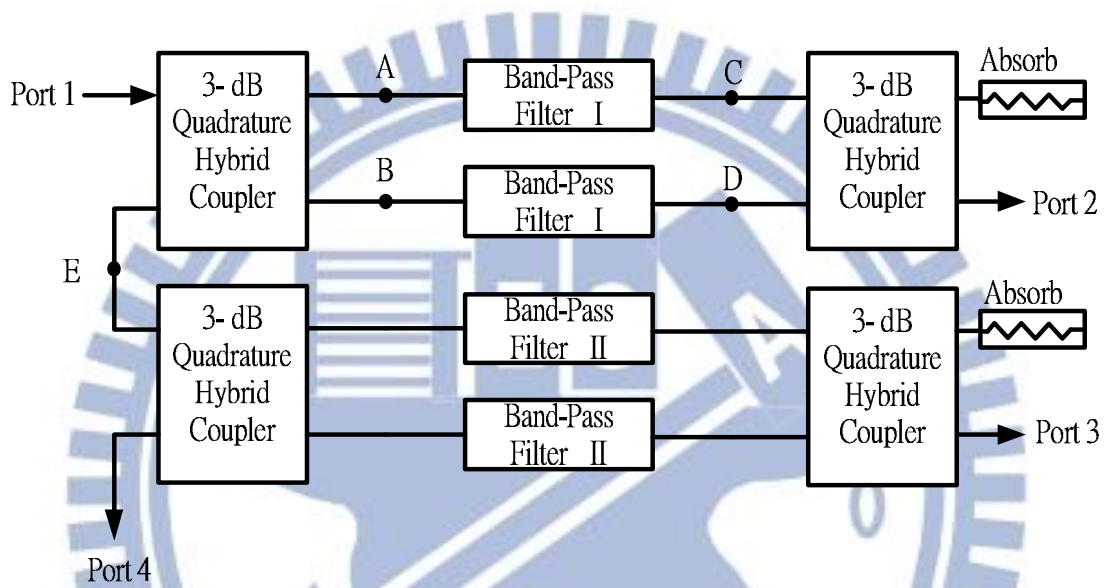 Port 1
3- dB
Quadrature
Hybrid
Coupler
A
Band-Pass
Filter I
C
3- dB
Quadrature
Hybrid
Coupler
Absorb
B
Band-Pass
Filter I
D
Port 2
E
3- dB
Quadrature
Hybrid
Coupler
Band-Pass
Filter II
3- dB
Quadrature
Hybrid
Coupler
Absorb
Band-Pass
Filter II
Port 3
Port 4